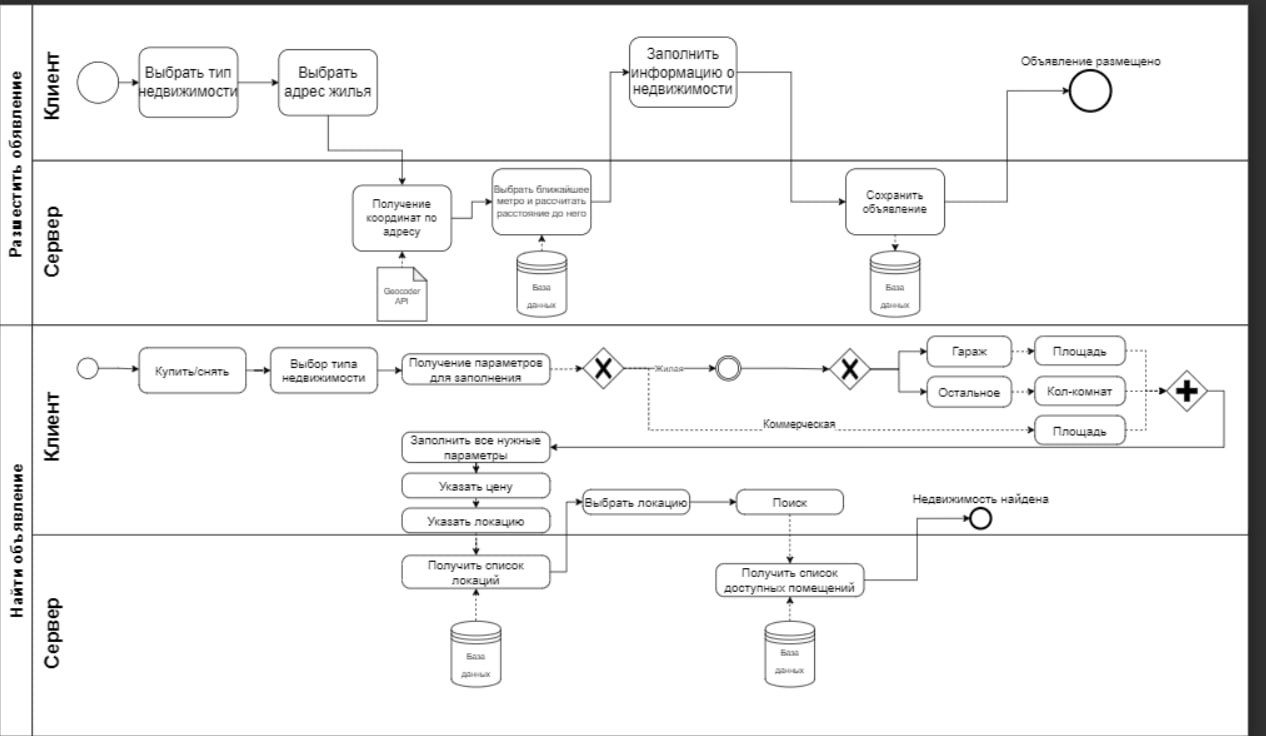 Разместить обявление
Клиент
Выбрать тип
недвижимости
Выбрать
адрес жилья
Заполнить
информацию о
недвижимости
Объявление размещено
Сервер
Получение
координат по
адресу
Geocoder
API
Выбрать ближайшее
метро и рассчитать
расстояние до него
База
данных
Сохранить
объявление
База
данных
Найти объявление
Клиент
Купить/снять
Выбор типа
недвижимости
Получение параметров
для заполнения
Жилая
Коммерческая
Гараж
Площадь
Остальное
Кол-комнат
Площадь
Заполнить все нужные
параметры
Указать цену
Указать локацию
Выбрать локацию
Поиск
Недвижимость найдена
Сервер
Получить список
локаций
База
данных
Получить список
доступных помещений
База
данных